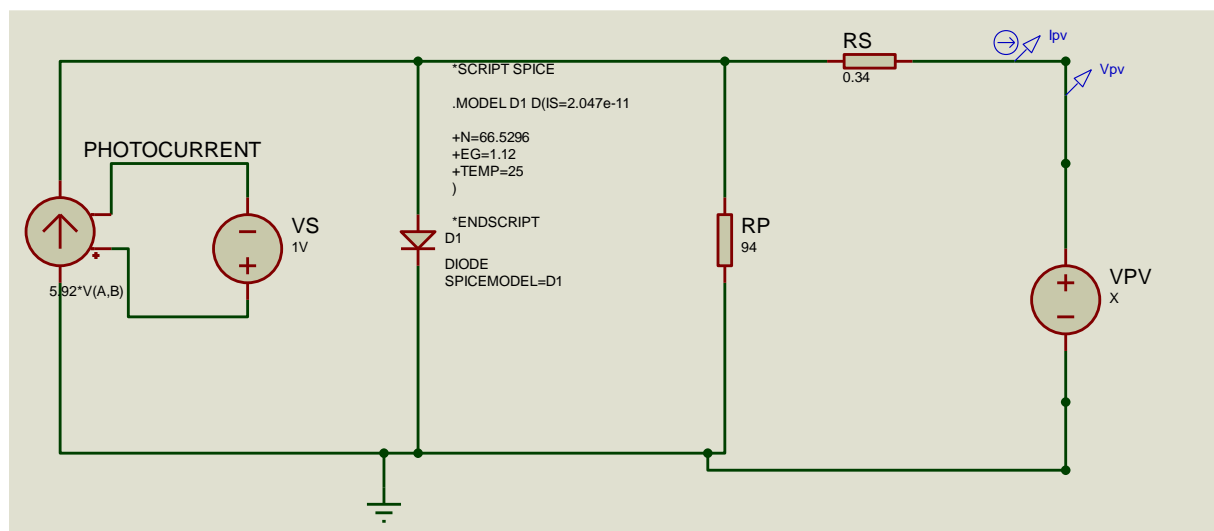 RS
0.34
Ipv
Vpv
*SCRIPT SPICE
.MODEL D1 D(IS=2.047e-11
+N=66.5296
+EG=1.12
+TEMP=25
)
*ENDSCRIPT
D1
DIODE
SPICEMODEL=D1
PHOTOCURRENT
VS
1V
5.92*V(A,B)
RP
94
VPV
X